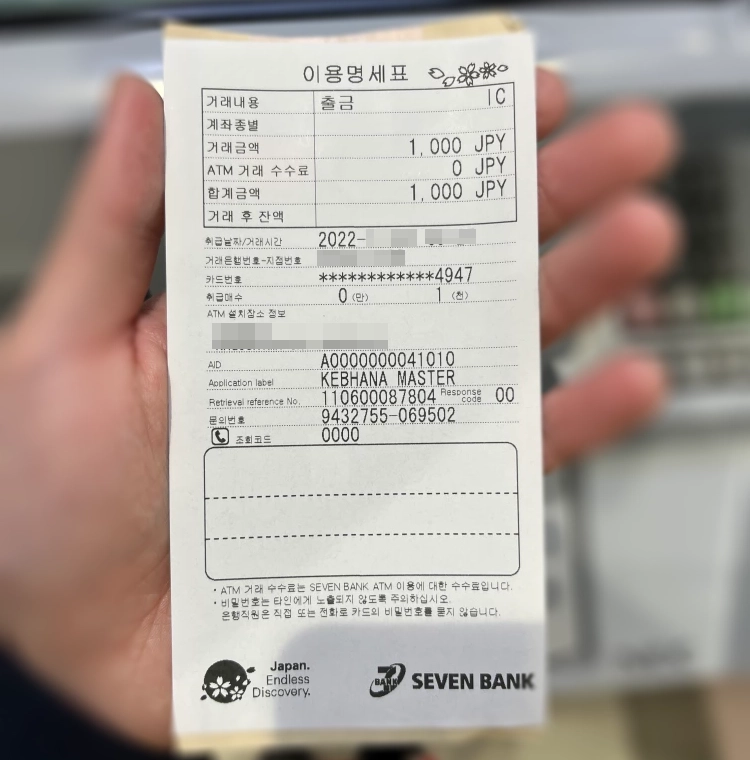 이용명세표
거래내용 출금 IC
계좌종별
거래금액 1,000 JPY
ATM 거래 수수료 0 JPY
합계금액 1,000 JPY
거래 후 잔액
취급날짜/거래시간 2022-
거래은행번호-지점번호
카드번호 ************4947
취급매수 0 (만) 1 (천)
ATM 설치장소 정보
AID A0000000041010
Application label KEBHANA MASTER
Retrieval reference No. 110600087804 Response code 00
문의번호 9432755-069502
조회코드 0000
・ATM 거래 수수료는 SEVEN BANK ATM 이용에 대한 수수료입니다.
・비밀번호는 타인에게 노출되지 않도록 주의하십시오.
은행직원은 직접 또는 전화로 카드의 비밀번호를 묻지 않습니다.
Japan.
Endless
Discovery.
7 BANK
SEVEN BANK